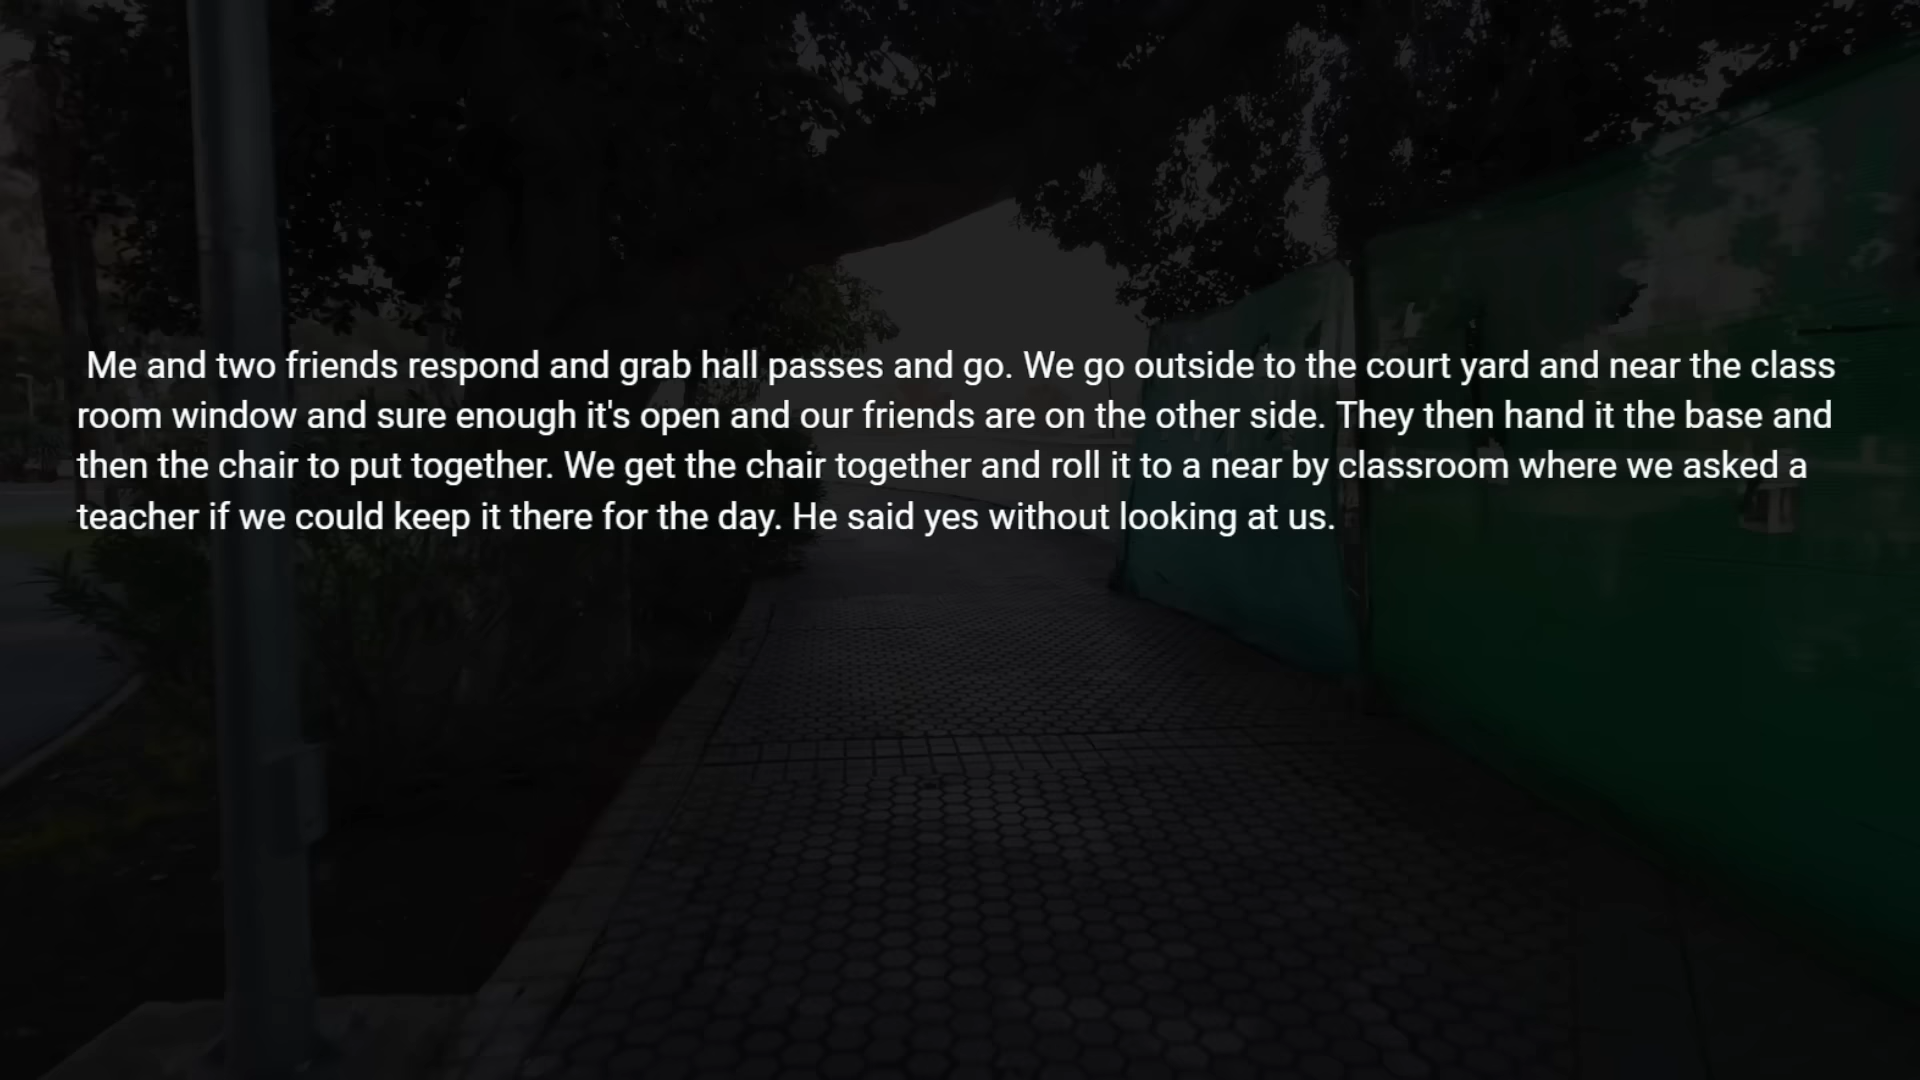 Me and two friends respond and grab hall passes and go. We go outside to the court yard and near the class
room window and sure enough it's open and our friends are on the other side. They then hand it the base and
then the chair to put together. We get the chair together and roll it to a near by classroom where we asked a
teacher if we could keep it there for the day. He said yes without looking at us.